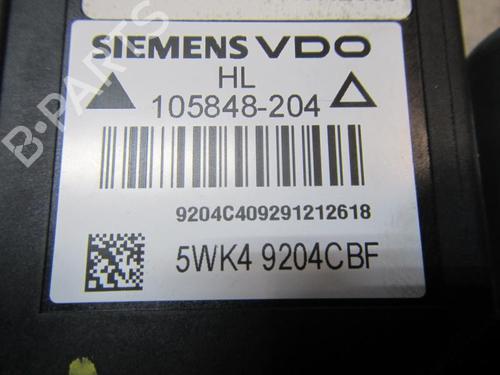 SIEMENS VDO
HL
105848-204
9204C409291212618
5WK4 9204CBF
B-PARTS